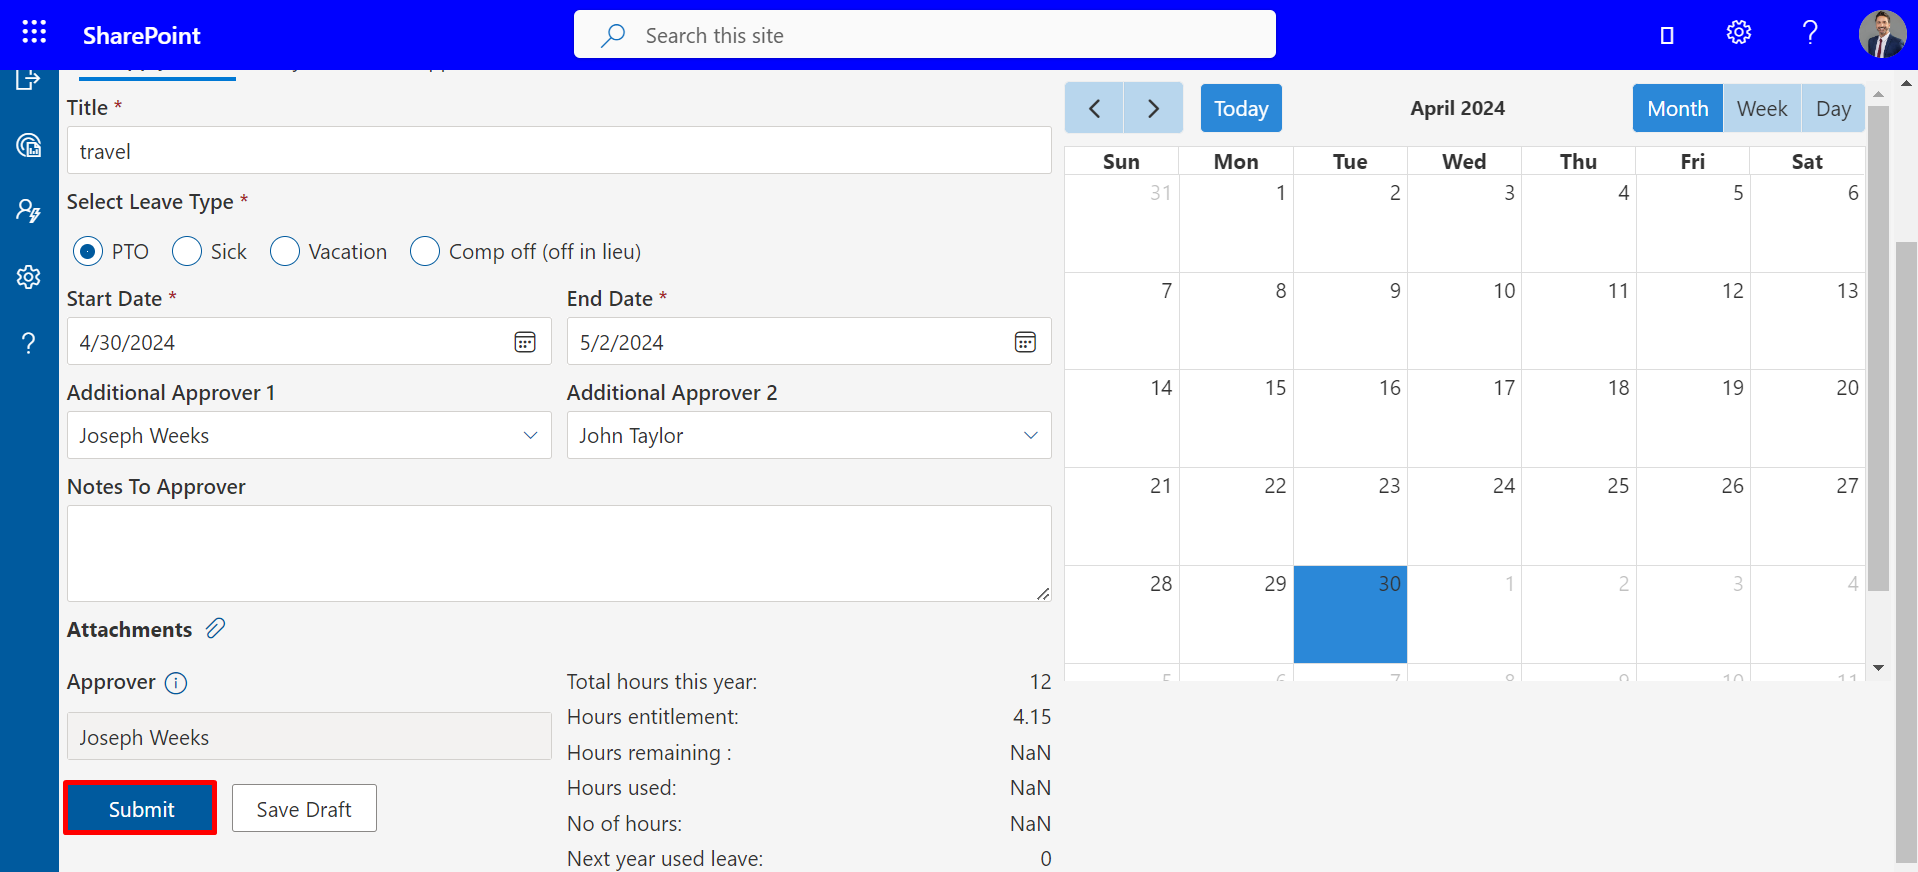 SharePoint
Search this site
Title *
travel
Select Leave Type *
PTO Sick Vacation Comp off (off in lieu)
Start Date * End Date *
4/30/2024 5/2/2024
Additional Approver 1 Additional Approver 2
Joseph Weeks John Taylor
Notes To Approver
Attachments
Approver
Joseph Weeks
Submit Save Draft
Total hours this year: 12
Hours entitlement: 4.15
Hours remaining : NaN
Hours used: NaN
No of hours: NaN
Next year used leave: 0
Today April 2024 Month Week Day
Sun Mon Tue Wed Thu Fri Sat
31 1 2 3 4 5 6
7 8 9 10 11 12 13
14 15 16 17 18 19 20
21 22 23 24 25 26 27
28 29 30 1 2 3 4
5 6 7 8 9 10 11